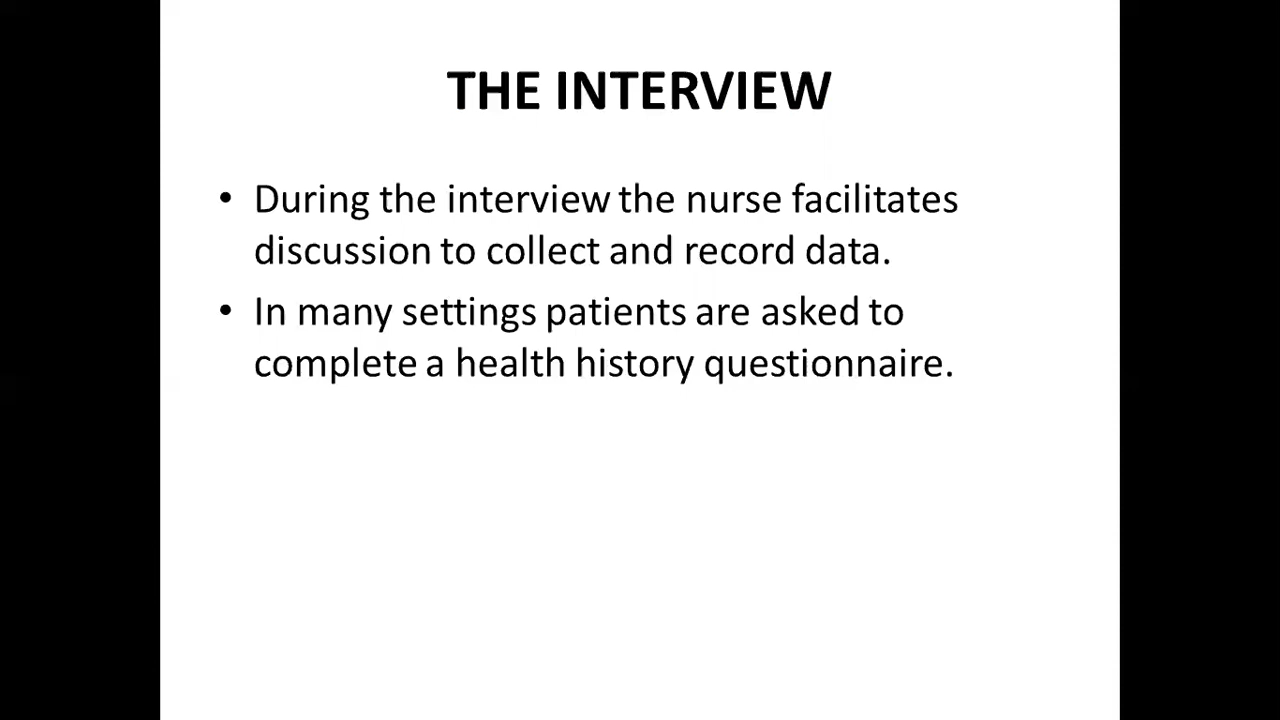 THE INTERVIEW
• During the interview the nurse facilitates
discussion to collect and record data.
• In many settings patients are asked to
complete a health history questionnaire.